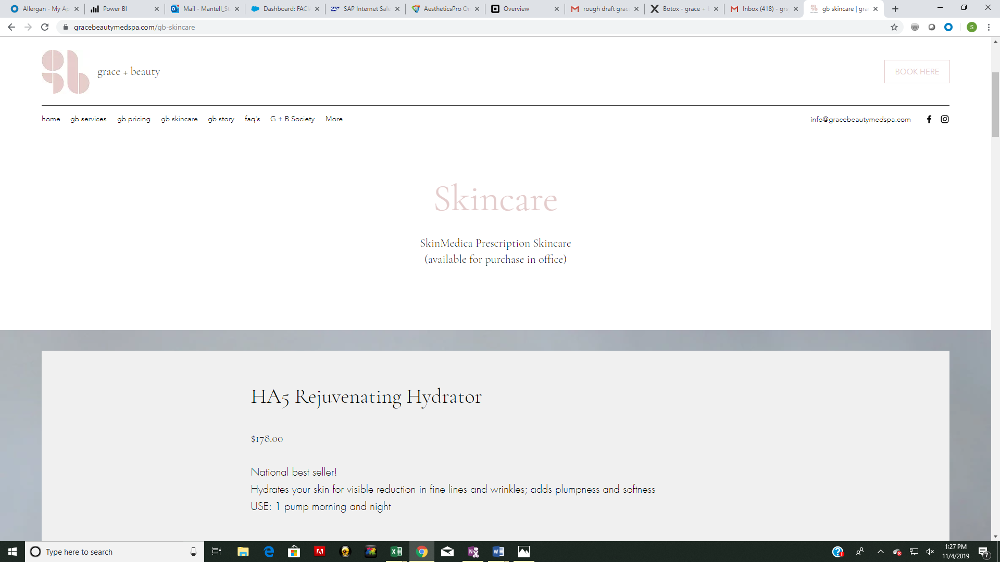 Allergan - My Ap
Power BI
Mail - Mantell_St
Dashboard: FACI
SAP Internet Sale
AestheticsPro On
Overview
rough draft grac
Botox - grace +
Inbox (418) - grs
gb skincare | gra
gracebeautymedspa.com/gb-skincare
W
S
gb
grace + beauty
BOOK HERE
home
gb services
gb pricing
gb skincare
gb story
faq's
G + B Society
More
info@gracebeautymedspa.com
Skincare
SkinMedica Prescription Skincare
(available for purchase in office)
HA5 Rejuvenating Hydrator
$178.00
National best seller!
Hydrates your skin for visible reduction in fine lines and wrinkles; adds plumpness and softness
USE: 1 pump morning and night
Type here to search
1:27 PM
11/4/2019
7